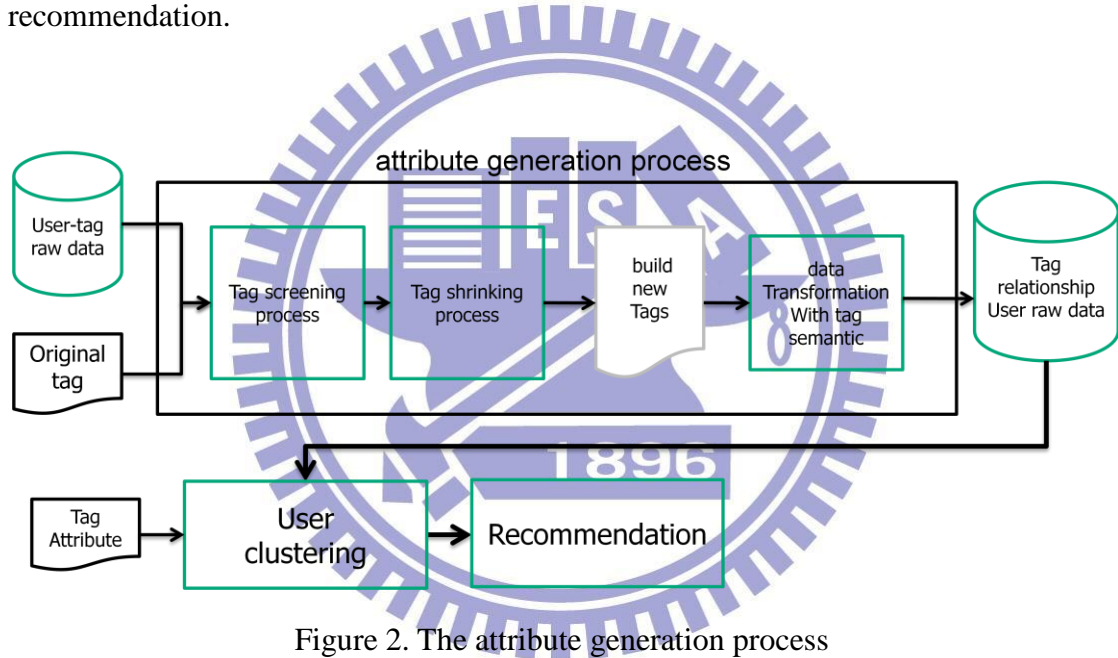 recommendation.
attribute generation process
User-tag
raw data
Original
tag
Tag screening
process
Tag shrinking
process
build
new
Tags
data
Transformation
With tag
semantic
Tag
relationship
User raw data
Tag
Attribute
User
clustering
Recommendation
E S A
8
1896
Figure 2. The attribute generation process